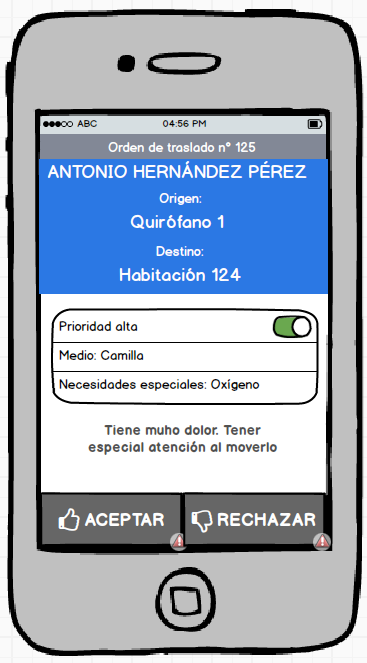 ABC 04:56 PM
Orden de traslado nº 125
ANTONIO HERNÁNDEZ PÉREZ
Origen:
Quirófano 1
Destino:
Habitación 124
Prioridad alta
Medio: Camilla
Necesidades especiales: Oxígeno
Tiene muho dolor. Tener
especial atención al moverlo
ACEPTAR RECHAZAR